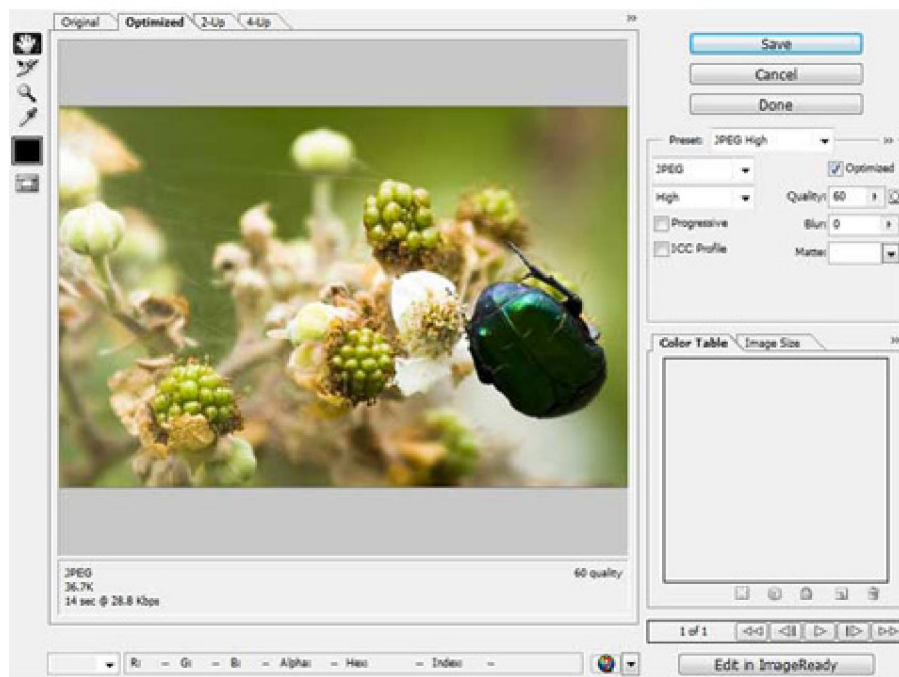 Original Optimized 2-Up 4-Up
Save
Cancel
Done
Preset: JPEG High
JPEG Optimized
High Quality: 60
Progressive Blur: 0
ICC Profile Matte:
Color Table Image Size
JPEG 60 quality
36.7K
14 sec @ 28.8 Kbps
1 of 1
R: -- G: -- B: -- Alpha: -- Hex: -- Index: --
Edit in ImageReady